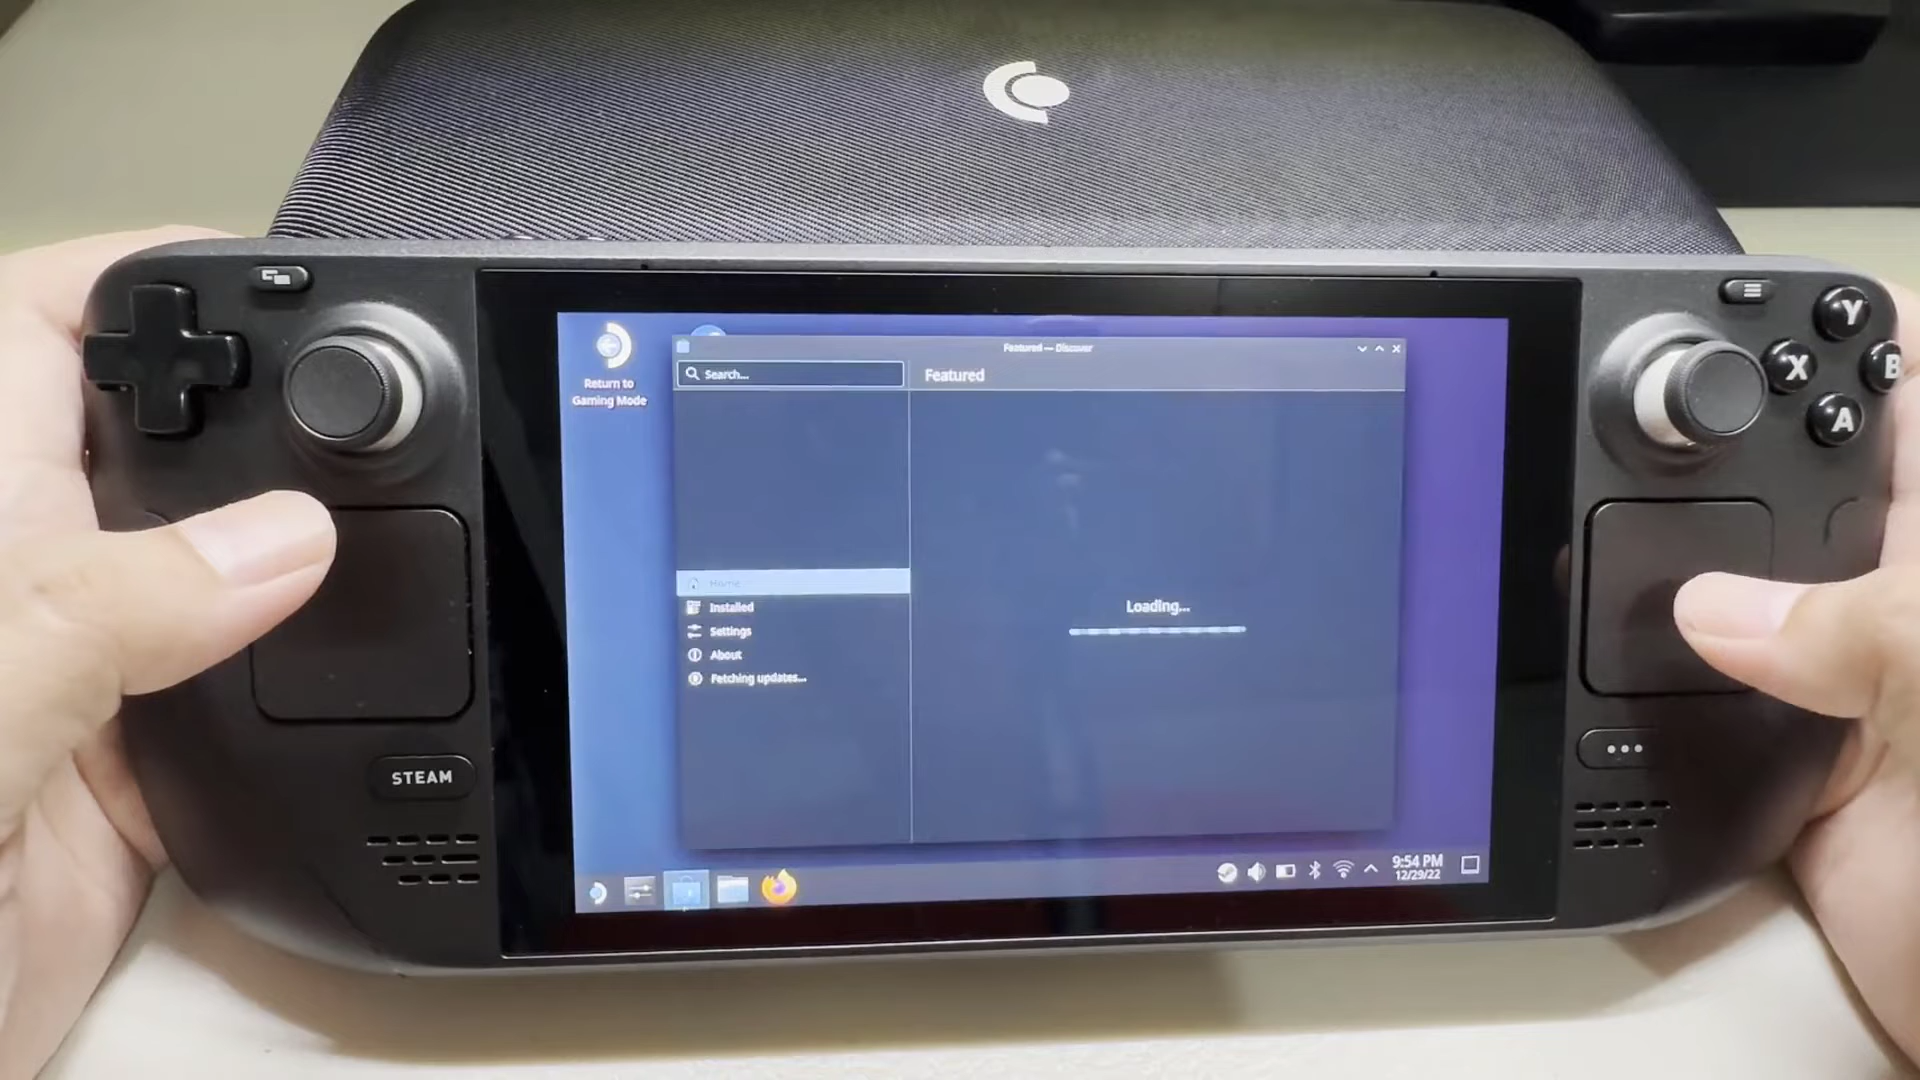 Return to
Gaming Mode
Featured — Discover
Search...
Featured
Home
Installed
Settings
About
Fetching updates...
Loading...
9:54 PM
12/29/22
Y
X
B
A
STEAM